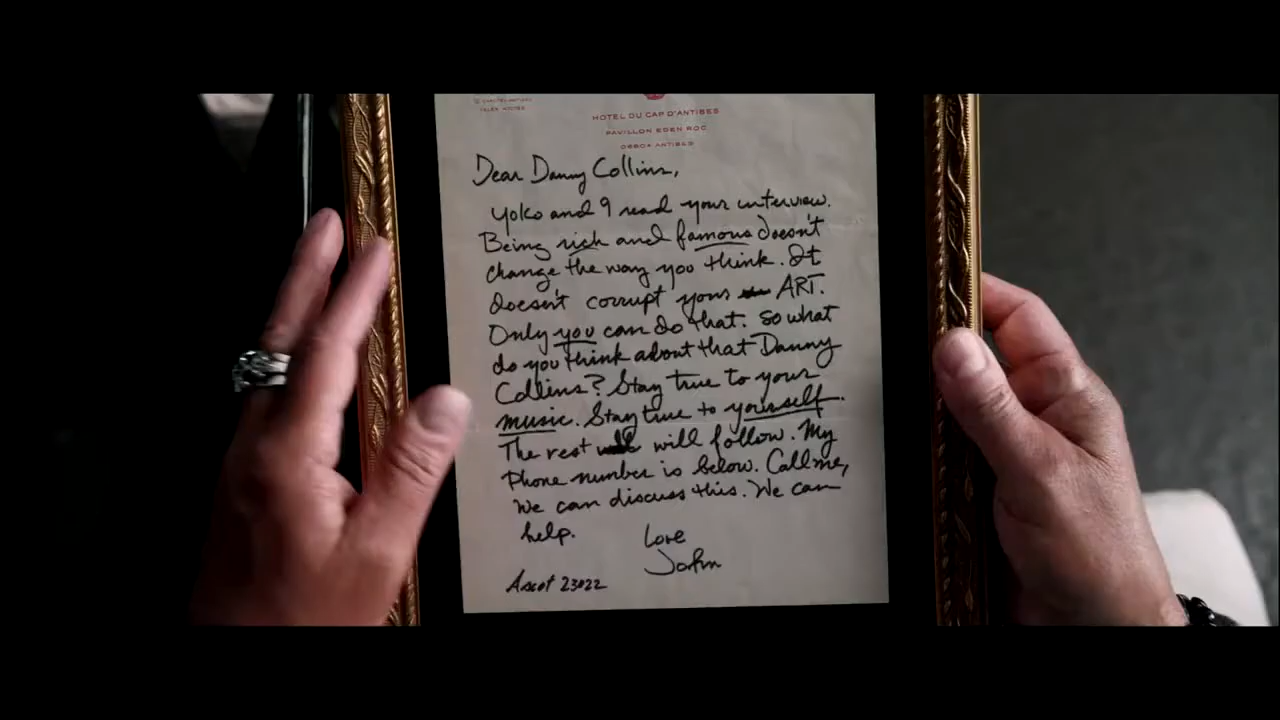 HOTEL DU CAP D'ANTIBES
PAVILLON EDEN ROC
06604 ANTIBES
Dear Danny Collins,
Yoko and I read your interview.
Being rich and famous doesn't
change the way you think. It
doesn't corrupt your ART.
Only you can do that. So what
do you think about that Danny
Collins? Stay true to your
music. Stay true to yourself.
The rest will follow. My
Phone number is below. Call me,
We can discuss this. We can
help.
Love
John
Ascot 23022